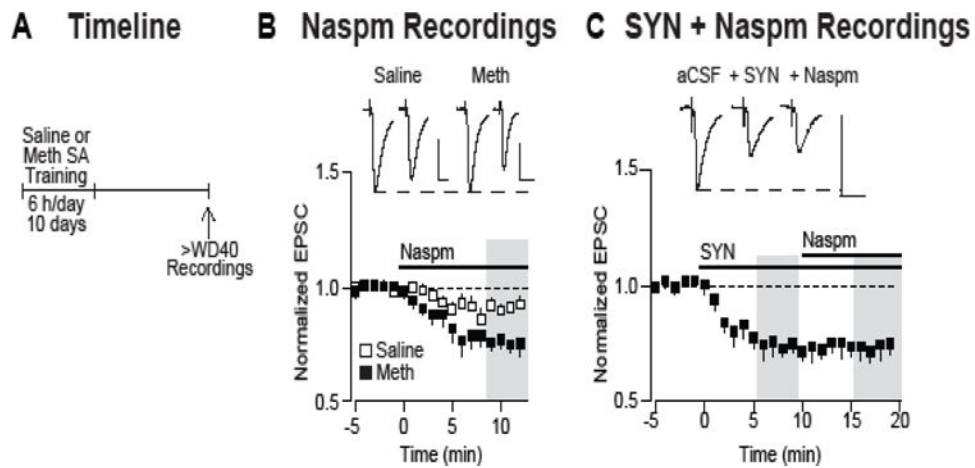 A Timeline
Saline or
Meth SA
Training
6 h/day
10 days
>WD40
Recordings
B Naspm Recordings
Saline Meth
1.5
Normalized EPSC
Naspm
1.0
Saline
Meth
0.5
-5 0 5 10
Time (min)
C SYN + Naspm Recordings
aCSF + SYN + Naspm
1.5
Normalized EPSC
Naspm
SYN
1.0
0.5
-5 0 5 10 15 20
Time (min)